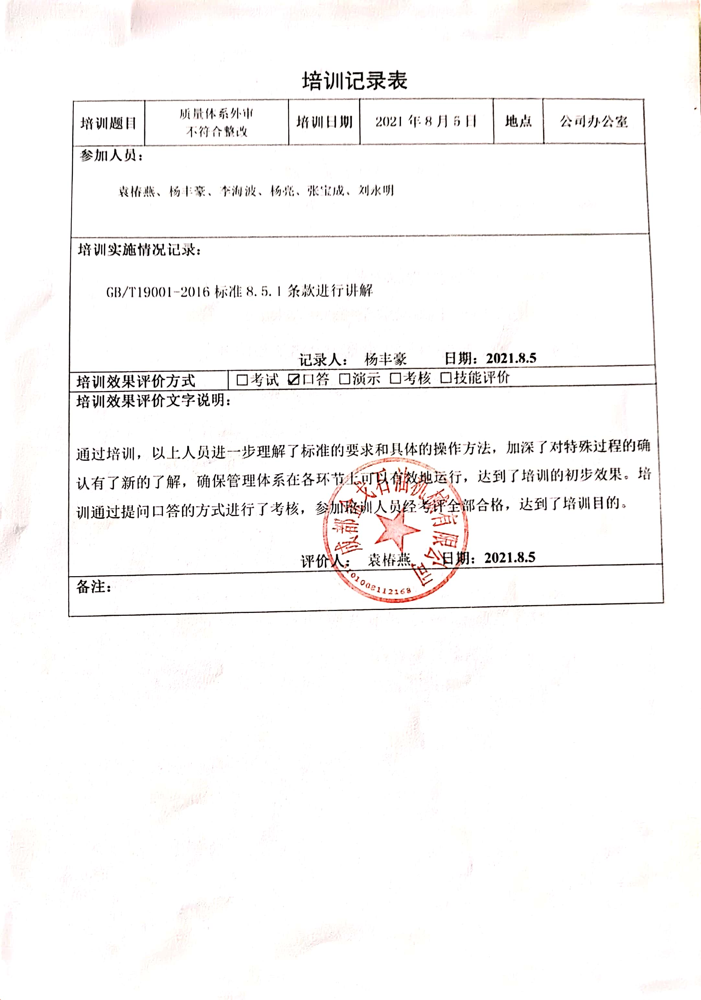 培训记录表
培训题目
质量体系外审
不符合整改
培训日期
2021 年 8 月 5 日
地点
公司办公室
参加人员：
袁椿燕、杨丰豪、李海波、杨亮、张宝成、刘永明
培训实施情况记录：
GB/T19001-2016 标准 8.5.1 条款进行讲解
记录人： 杨丰豪 日期：2021.8.5
培训效果评价方式
□考试 ☑口答 □演示 □考核 □技能评价
培训效果评价文字说明：
通过培训，以上人员进一步理解了标准的要求和具体的操作方法，加深了对特殊过程的确
认有了新的了解，确保管理体系在各环节上可以有效地运行，达到了培训的初步效果。培
训通过提问口答的方式进行了考核，参加培训人员经考评全部合格，达到了培训目的。
成都金戈石油机械有限公司
评价人： 袁椿燕 日期：2021.8.5
备注：